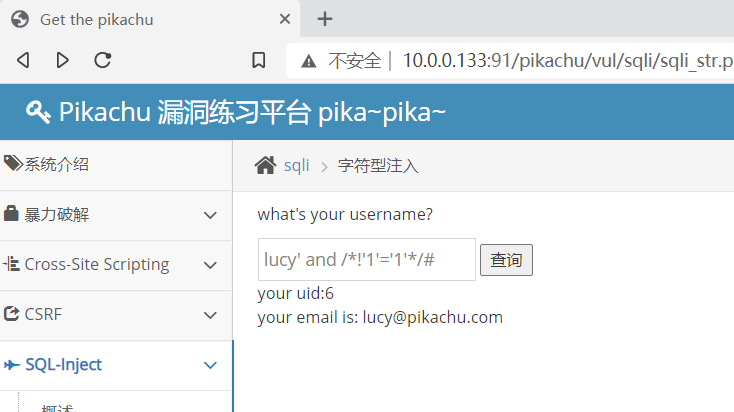 Get the pikachu
不安全 10.0.0.133:91/pikachu/vul/sqli/sqli_str.p
Pikachu 漏洞练习平台 pika~pika~
系统介绍
sqli > 字符型注入
暴力破解
what's your username?
Cross-Site Scripting
lucy' and /*!'1'='1'*/# 查询
your uid:6
CSRF
your email is: lucy@pikachu.com
SQL-Inject
概述